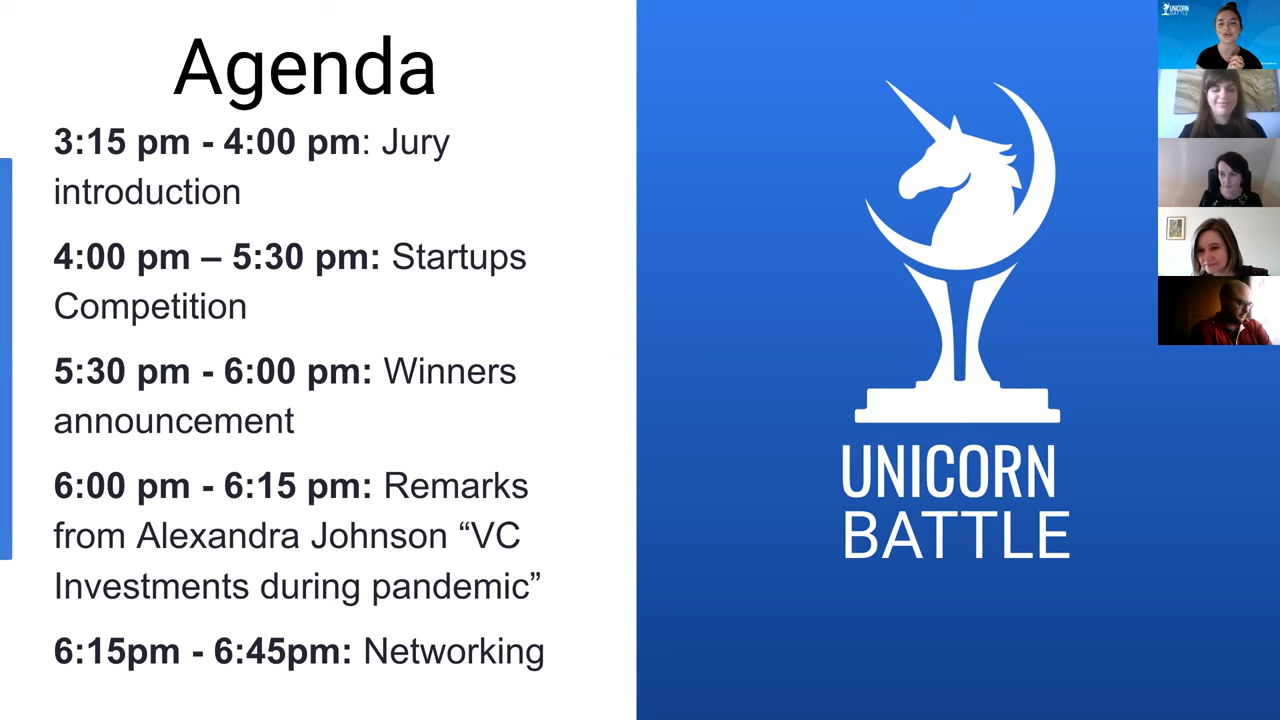 Agenda
3:15 pm - 4:00 pm: Jury
introduction
4:00 pm – 5:30 pm: Startups
Competition
5:30 pm - 6:00 pm: Winners
announcement
6:00 pm - 6:15 pm: Remarks
from Alexandra Johnson “VC
Investments during pandemic”
6:15pm - 6:45pm: Networking
UNICORN
BATTLE
UNICORN
BATTLE